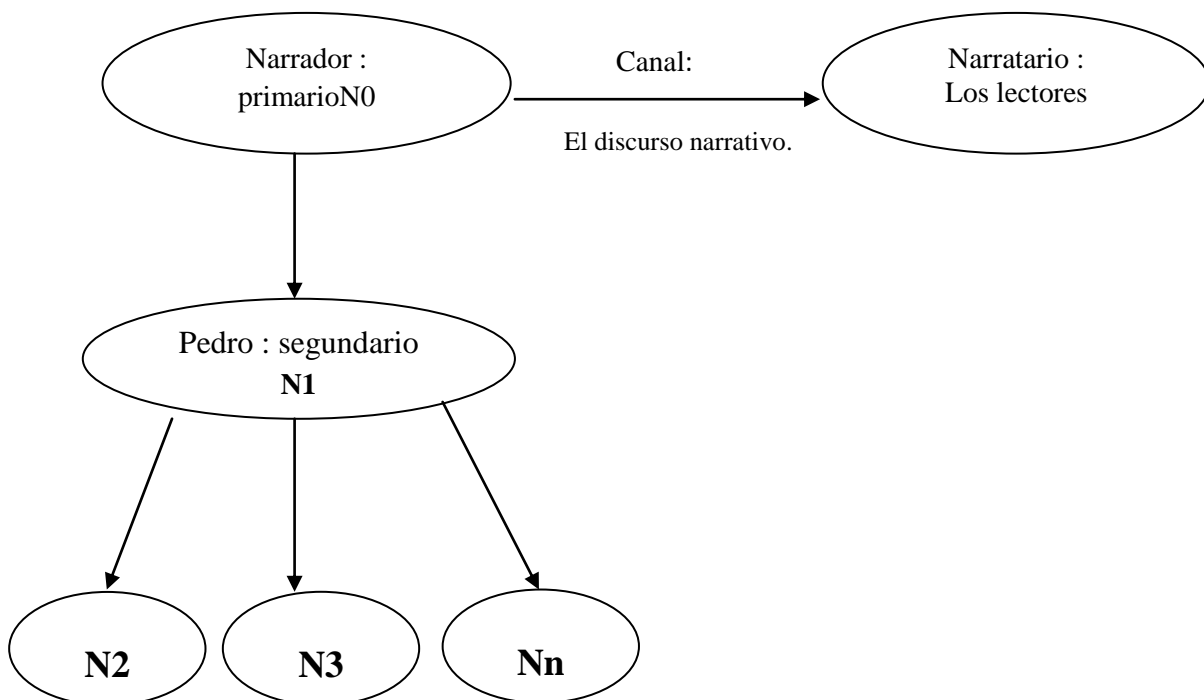 Narrador :
primarioN0
Canal:
El discurso narrativo.
Narratario :
Los lectores
Pedro : segundario
N1
N2
N3
Nn